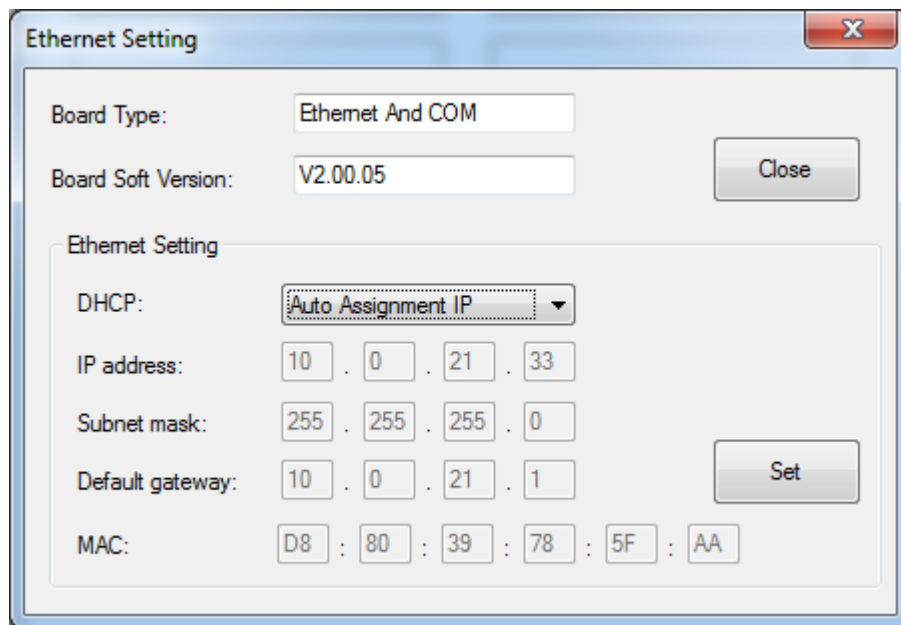 Ethernet Setting
Board Type: Ethernet And COM
Board Soft Version: V2.00.05
Close
Ethernet Setting
DHCP: Auto Assignment IP
IP address: 10 . 0 . 21 . 33
Subnet mask: 255 . 255 . 255 . 0
Default gateway: 10 . 0 . 21 . 1
Set
MAC: D8 : 80 : 39 : 78 : 5F : AA